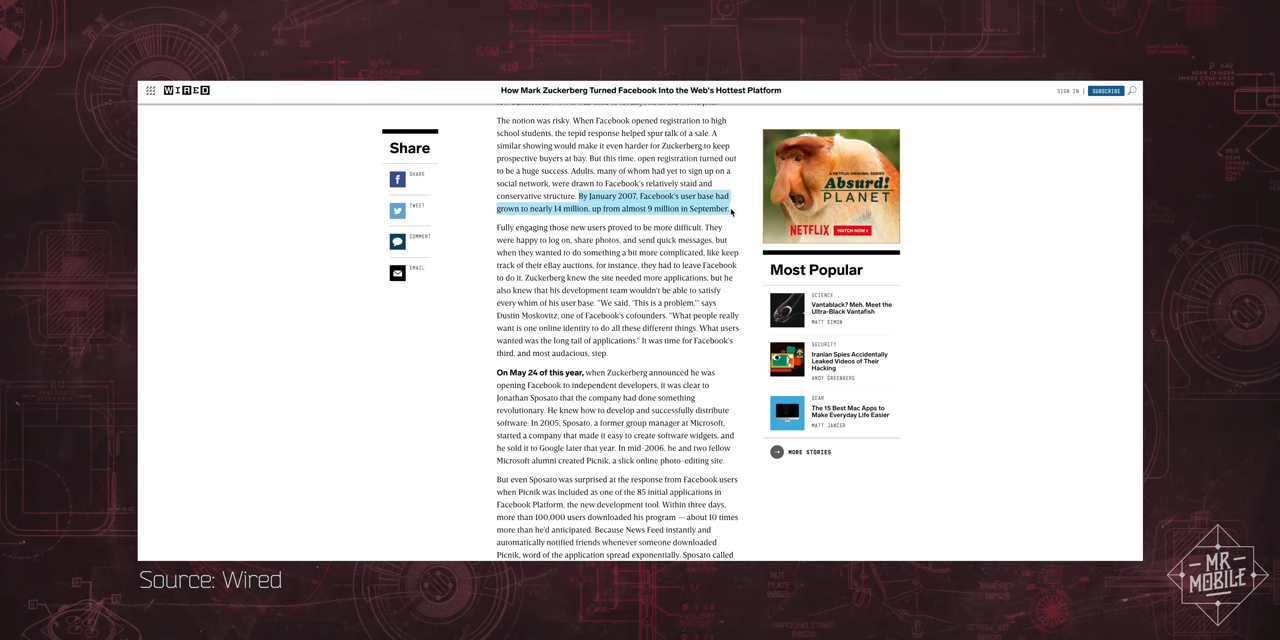 WIRED
How Mark Zuckerberg Turned Facebook Into the Web's Hottest Platform
SIGN IN |
SUBSCRIBE
Share
SHARE
TWEET
COMMENT
EMAIL
The notion was risky. When Facebook opened registration to high
school students, the tepid response helped spur talk of a sale. A
similar showing would make it even harder for Zuckerberg to keep
prospective buyers at bay. But this time, open registration turned out
to be a huge success. Adults, many of whom had yet to sign up on a
social network, were drawn to Facebook's relatively staid and
conservative structure. By January 2007, Facebook's user base had
grown to nearly 14 million, up from almost 9 million in September.
Fully engaging those new users proved to be more difficult. They
were happy to log on, share photos, and send quick messages, but
when they wanted to do something a bit more complicated, like keep
track of their eBay auctions, for instance, they had to leave Facebook
to do it. Zuckerberg knew the site needed more applications, but he
also knew that his development team wouldn't be able to satisfy
every whim of his user base. "We said, 'This is a problem,'" says
Dustin Moskovitz, one of Facebook's cofounders. "What people really
want is one online identity to do all these different things. What users
wanted was the long tail of applications." It was time for Facebook's
third, and most audacious, step.
On May 24 of this year, when Zuckerberg announced he was
opening Facebook to independent developers, it was clear to
Jonathan Sposato that the company had done something
revolutionary. He knew how to develop and successfully distribute
software: In 2005, Sposato, a former group manager at Microsoft,
started a company that made it easy to create software widgets, and
he sold it to Google later that year. In mid-2006, he and two fellow
Microsoft alumni created Picnik, a slick online photo-editing site.
But even Sposato was surprised at the response from Facebook users
when Picnik was included as one of the 85 initial applications in
Facebook Platform, the new development tool. Within three days,
more than 100,000 users downloaded his program — about 10 times
more than he'd anticipated. Because News Feed instantly and
automatically notified friends whenever someone downloaded
Picnik, word of the application spread exponentially. Sposato called
A NETFLIX ORIGINAL SERIES
Absurd!
PLANET
NETFLIX
WATCH NOW
Most Popular
SCIENCE
Vantablack? Meh. Meet the
Ultra-Black Vantafish
MATT SIMON
SECURITY
Iranian Spies Accidentally
Leaked Videos of Their
Hacking
ANDY GREENBERG
GEAR
The 15 Best Mac Apps to
Make Everyday Life Easier
MATT JANCER
MORE STORIES
Source: Wired
MR
MOBILE